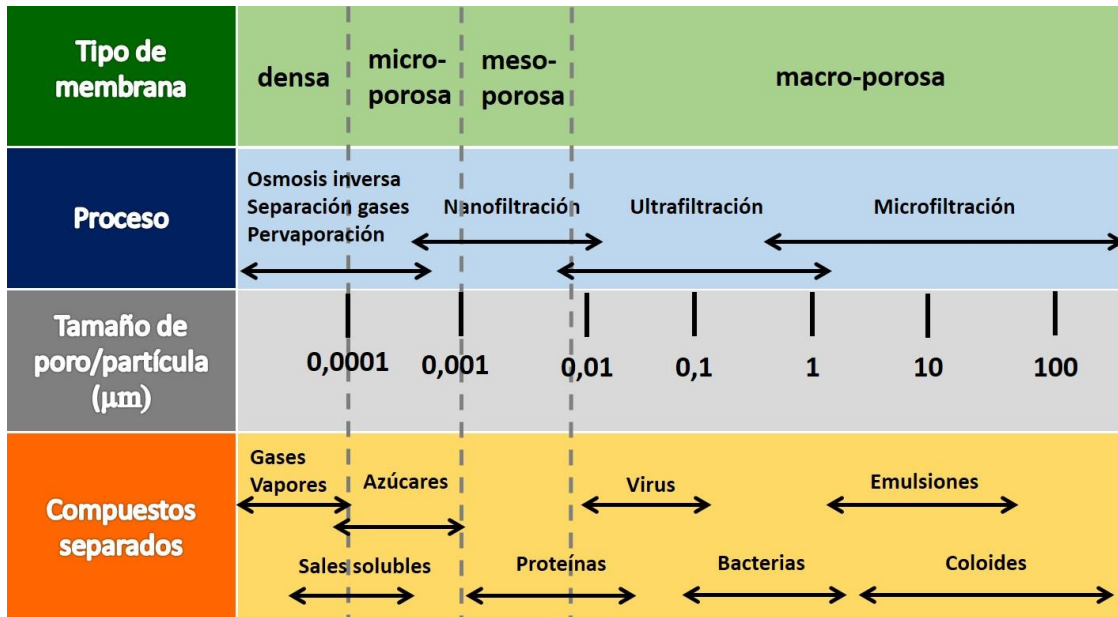 Tipo de
membrana
densa
micro-
porosa
meso-
porosa
macro-porosa
Proceso
Osmosis inversa
Separación gases
Pervaporación
Nanofiltración
Ultrafiltración
Microfiltración
Tamaño de
poro/partícula
(µm)
0,0001
0,001
0,01
0,1
1
10
100
Compuestos
separados
Gases
Vapores
Azúcares
Virus
Emulsiones
Sales solubles
Proteínas
Bacterias
Coloides